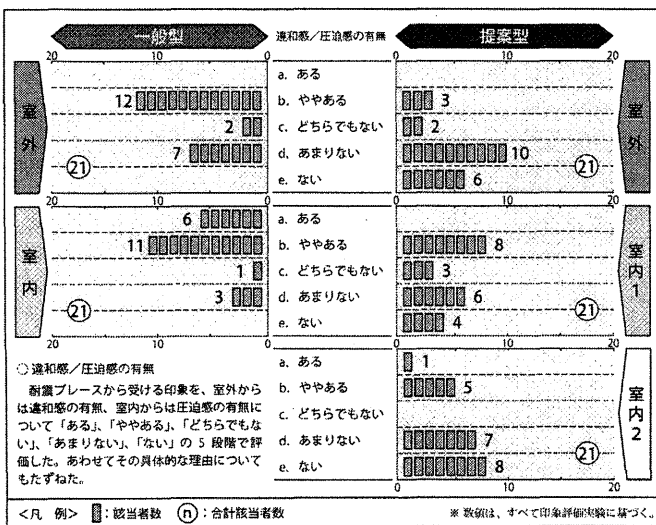 一般型 違和感／圧迫感の有無 提案型
20 10 0 0 10 20
室外
a. ある
12 b. ややある 3
2 c. どちらでもない 2
7 d. あまりない 10
21 e. ない 6 21
室外
20 10 0 0 10 20
室内
6 a. ある
11 b. ややある 8
1 c. どちらでもない 3
3 d. あまりない 6
21 e. ない 4 21
室内1
20 10 0 0 10 20
a. ある 1
b. ややある 5
c. どちらでもない
d. あまりない 7
e. ない 8 21
室内2
0 10 20
○ 違和感／圧迫感の有無
耐震ブレースから受ける印象を、室外から
は違和感の有無、室内からは圧迫感の有無に
ついて「ある」、「ややある」、「どちらでもな
い」、「あまりない」、「ない」の 5 段階で評
価した。あわせてその具体的な理由について
もたずねた。
＜凡 例＞ ：該当者数 n ：合計該当者数 ※ 数値は、すべて印象評価実験に基づく。